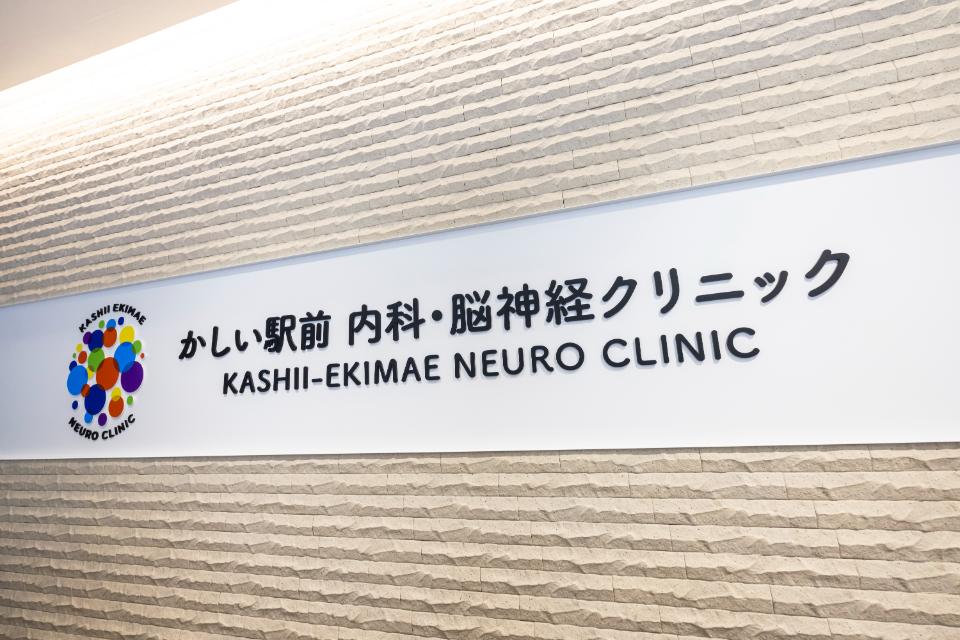 KASHII EKIMAE
NEURO CLINIC
かしい駅前 内科・脳神経クリニック
KASHII-EKIMAE NEURO CLINIC